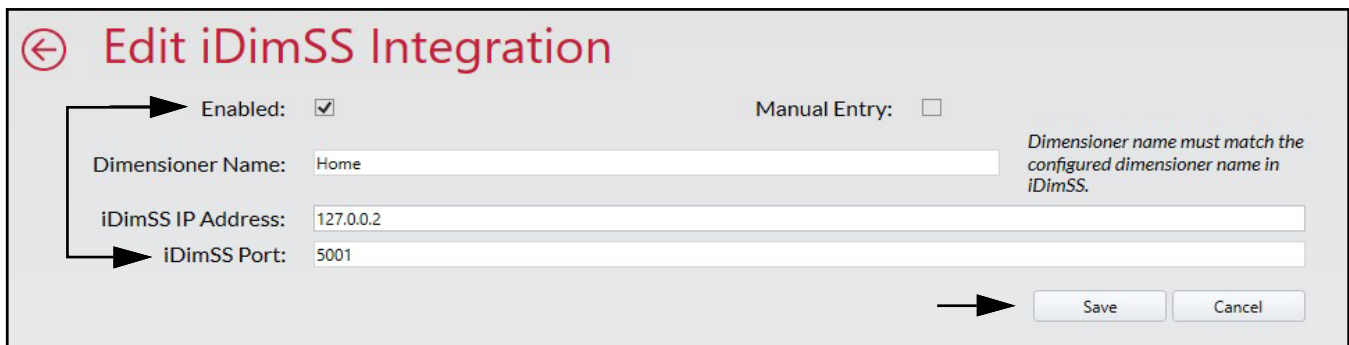 Edit iDimSS Integration
Enabled:
Manual Entry:
Dimensioner Name:
Home
Dimensioner name must match the
configured dimensioner name in
iDimSS.
iDimSS IP Address:
127.0.0.2
iDimSS Port:
5001
Save
Cancel